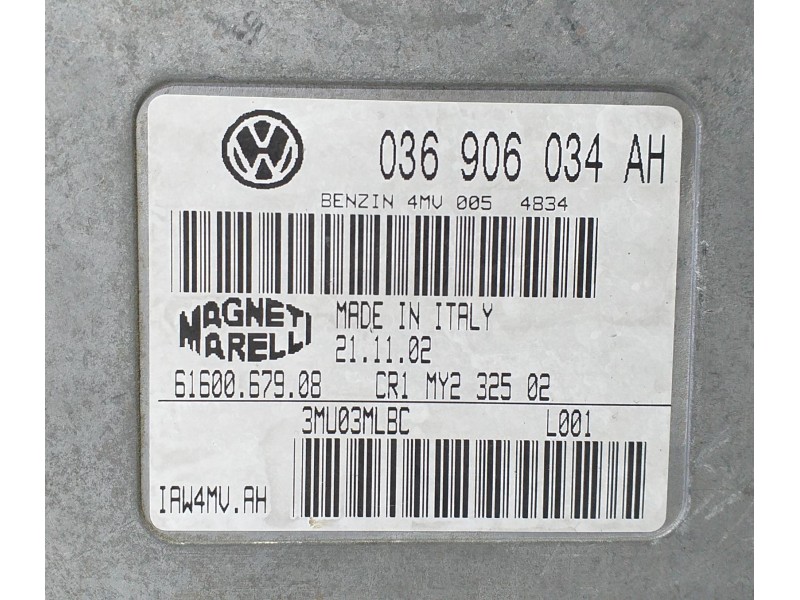 036 906 034 AH
BENZIN 4MV 005 4834
MAGNETI MARELLI
MADE IN ITALY
21.11.02
61600.679.08 CR1 MY2 325 02
3MU03MLBC L001
IAW4MV.AH